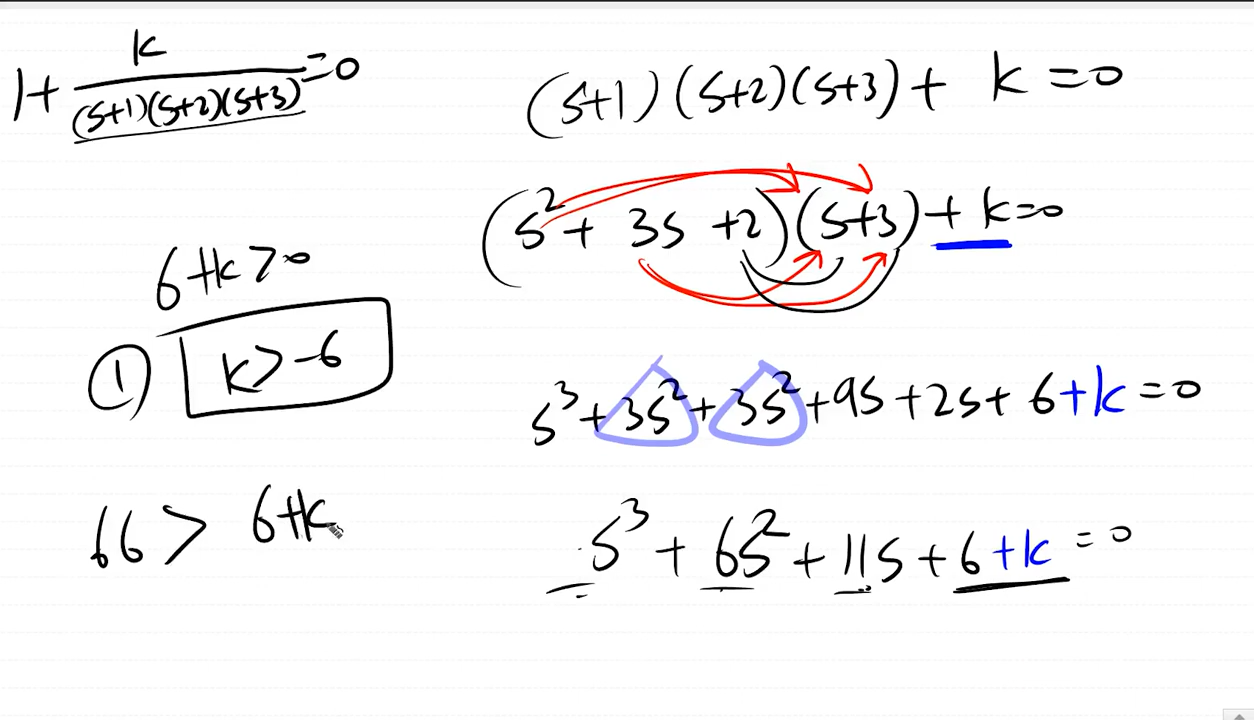 1+ k/((s+1)(s+2)(s+3)) =0
6+k>0
① k>-6
66 > 6+k
(s+1)(s+2)(s+3)+ k=0
(s²+ 3s +2)(s+3)+k=0
s³+3s²+3s²+9s+2s+6+k=0
s³+6s²+11s+6+k=0